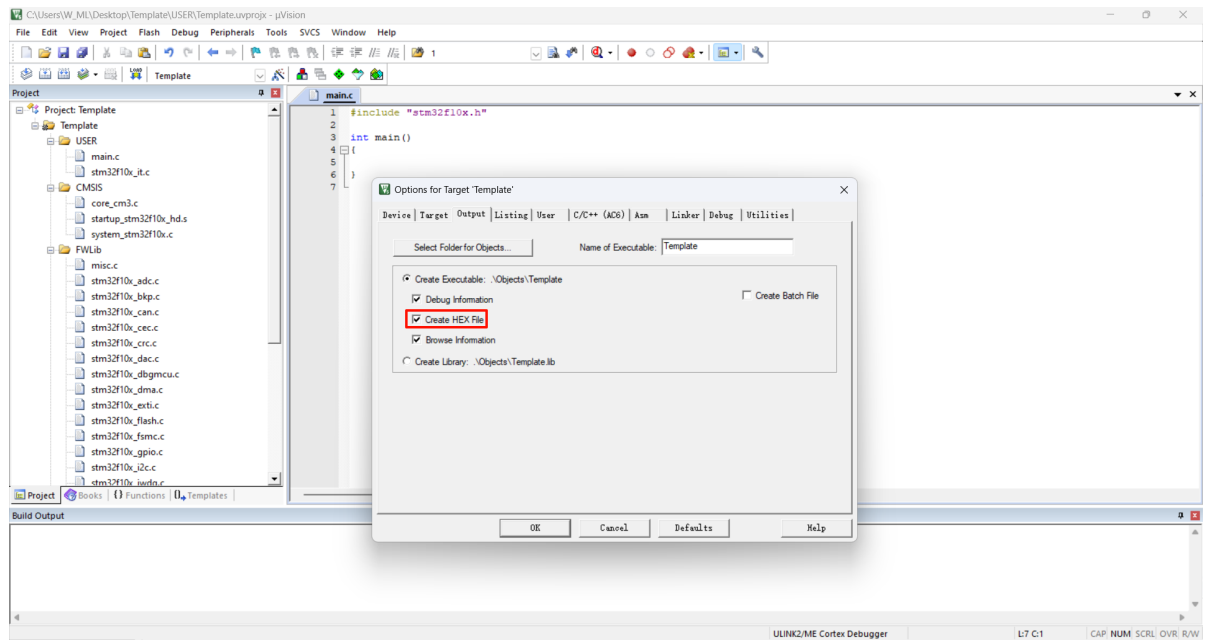 C:\Users\W_ML\Desktop\Template\USER\Template.uvprojx - µVision
File Edit View Project Flash Debug Peripherals Tools SVCS Window Help
1
LOAD Template
Project
main.c
Project: Template
Template
USER
main.c
stm32f10x_it.c
CMSIS
core_cm3.c
startup_stm32f10x_hd.s
system_stm32f10x.c
FWLib
misc.c
stm32f10x_adc.c
stm32f10x_bkp.c
stm32f10x_can.c
stm32f10x_cec.c
stm32f10x_crc.c
stm32f10x_dac.c
stm32f10x_dbgmcu.c
stm32f10x_dma.c
stm32f10x_exti.c
stm32f10x_flash.c
stm32f10x_fsmc.c
stm32f10x_gpio.c
stm32f10x_i2c.c
stm32f10x_iwdg.c
Project Books {} Functions Templates
1 #include "stm32f10x.h"
2
3 int main()
4 {
5
6 }
7
Options for Target 'Template'
Device Target Output Listing User C/C++ (AC6) Asm Linker Debug Utilities
Select Folder for Objects... Name of Executable: Template
Create Executable: .\Objects\Template
Debug Information Create Batch File
Create HEX File
Browse Information
Create Library: .\Objects\Template.lib
OK Cancel Defaults Help
Build Output
ULINK2/ME Cortex Debugger L:7 C:1 CAP NUM SCRL OVR R/W